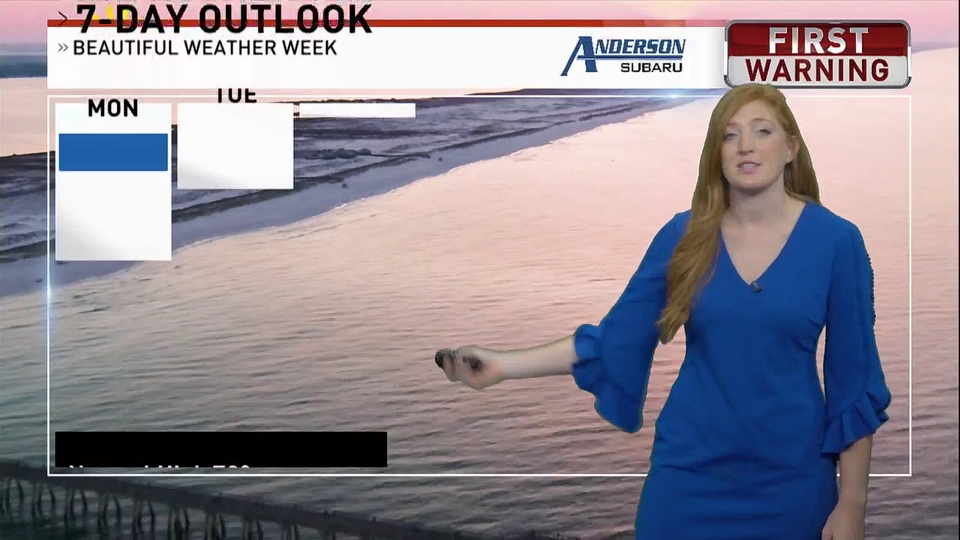 7-DAY OUTLOOK
» BEAUTIFUL WEATHER WEEK
ANDERSON
SUBARU
FIRST
WARNING
MON
TUE